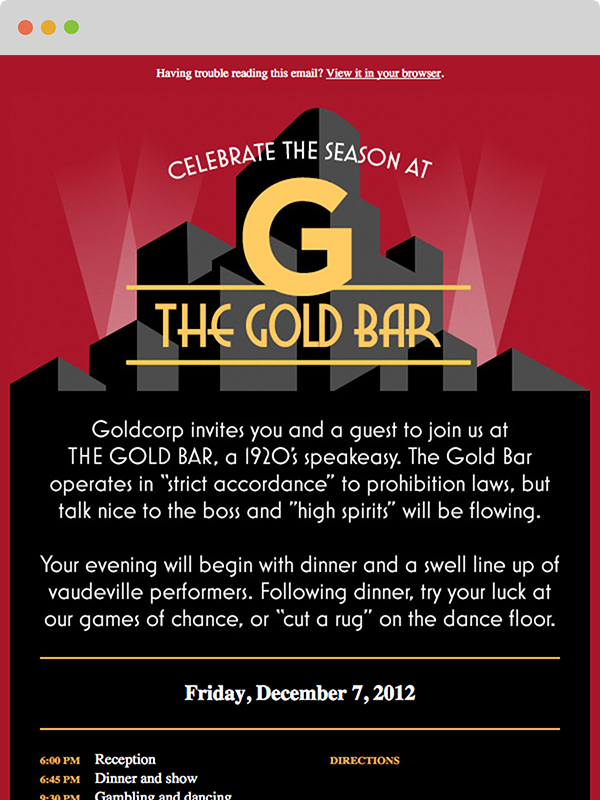 Having trouble reading this email? View it in your browser.
CELEBRATE THE SEASON AT
G
THE GOLD BAR
Goldcorp invites you and a guest to join us at
THE GOLD BAR, a 1920's speakeasy. The Gold Bar
operates in “strict accordance” to prohibition laws, but
talk nice to the boss and ”high spirits” will be flowing.
Your evening will begin with dinner and a swell line up of
vaudeville performers. Following dinner, try your luck at
our games of chance, or “cut a rug” on the dance floor.
Friday, December 7, 2012
6:00 PM Reception
DIRECTIONS
6:45 PM Dinner and show
9:30 PM Gambling and dancing